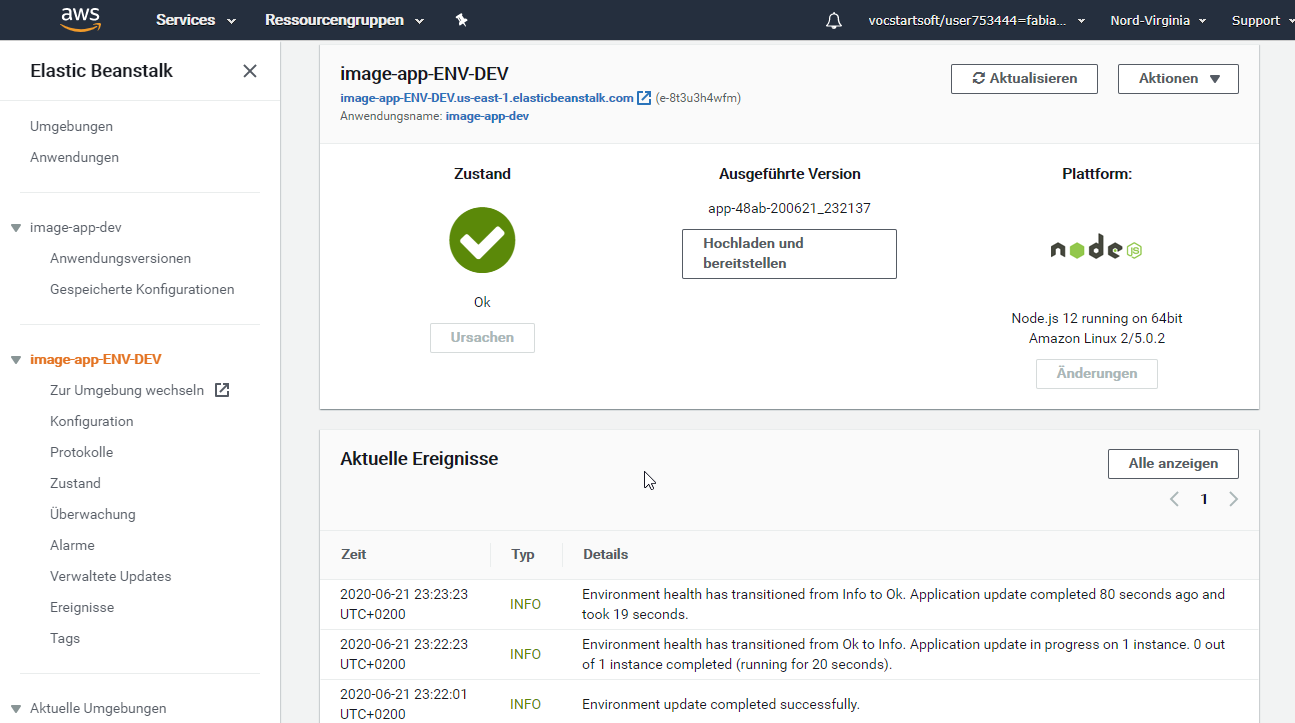 aws
Services
Ressourcengruppen
vocstartsoft/user753444=fabia...
Nord-Virginia
Support
Elastic Beanstalk
Umgebungen
Anwendungen
image-app-dev
Anwendungsversionen
Gespeicherte Konfigurationen
image-app-ENV-DEV
Zur Umgebung wechseln
Konfiguration
Protokolle
Zustand
Überwachung
Alarme
Verwaltete Updates
Ereignisse
Tags
Aktuelle Umgebungen
image-app-ENV-DEV
image-app-ENV-DEV.us-east-1.elasticbeanstalk.com (e-8t3u3h4wfm)
Anwendungsname: image-app-dev
Aktualisieren
Aktionen
Zustand
Ok
Ursachen
Ausgeführte Version
app-48ab-200621_232137
Hochladen und
bereitstellen
Plattform:
node JS
Node.js 12 running on 64bit
Amazon Linux 2/5.0.2
Änderungen
Aktuelle Ereignisse
Alle anzeigen
1
Zeit Typ Details
2020-06-21 23:23:23
UTC+0200
INFO
Environment health has transitioned from Info to Ok. Application update completed 80 seconds ago and
took 19 seconds.
2020-06-21 23:22:23
UTC+0200
INFO
Environment health has transitioned from Ok to Info. Application update in progress on 1 instance. 0 out
of 1 instance completed (running for 20 seconds).
2020-06-21 23:22:01
UTC+0200
INFO
Environment update completed successfully.